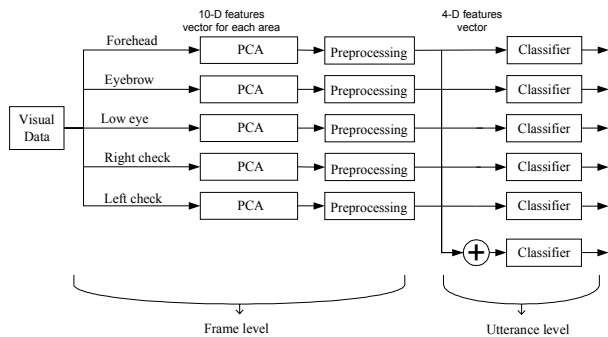 10-D features
vector for each area
4-D features
vector
Forehead
PCA
Preprocessing
Classifier
Eyebrow
PCA
Preprocessing
Classifier
Visual
Data
Low eye
PCA
Preprocessing
Classifier
Right check
PCA
Preprocessing
Classifier
Left check
PCA
Preprocessing
Classifier
+
Classifier
Frame level
Utterance level